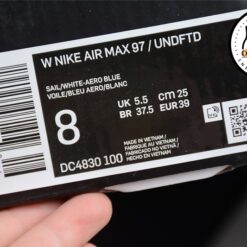 W NIKE AIR MAX 97 / UNDFTD
SAIL/WHITE-AERO BLUE
VOILE/BLEU AERO/BLANC
8
UK 5.5 CM 25
BR 37.5 EUR 39
DC4830 100
MADE IN VIETNAM /
FABRIQUÉ AU VIETNAM /
HECHO EN VIETNAM /
FABRICADO NO VIETNÃ